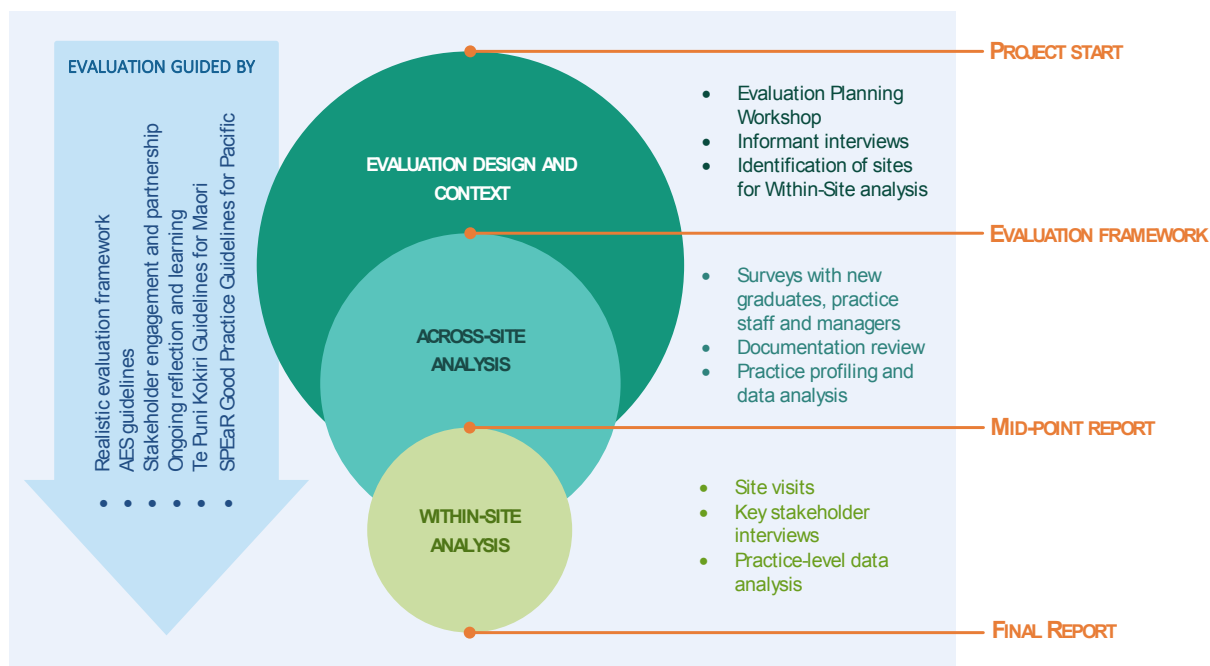 EVALUATION GUIDED BY
• Realistic evaluation framework
• AES guidelines
• Stakeholder engagement and partnership
• Ongoing reflection and learning
• Te Puni Kokiri Guidelines for Maori
• SPEaR Good Practice Guidelines for Pacific
PROJECT START
EVALUATION DESIGN AND
CONTEXT
• Evaluation Planning
Workshop
• Informant interviews
• Identification of sites
for Within-Site analysis
EVALUATION FRAMEWORK
ACROSS-SITE
ANALYSIS
• Surveys with new
graduates, practice
staff and managers
• Documentation review
• Practice profiling and
data analysis
MID-POINT REPORT
WITHIN-SITE
ANALYSIS
• Site visits
• Key stakeholder
interviews
• Practice-level data
analysis
FINAL REPORT